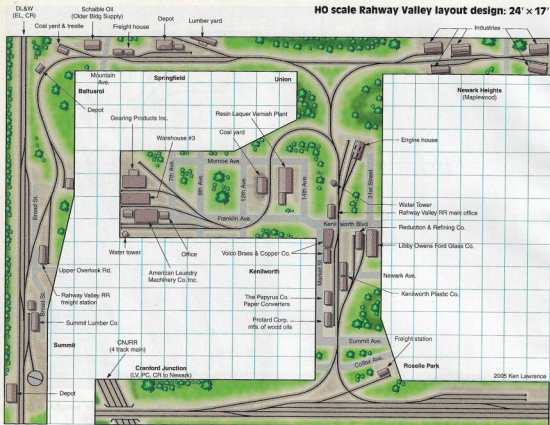 HO scale Rahway Valley layout design: 24' × 17'
DL&W
(EL, CR)
Coal yard & trestle
Schaible Oil
(Older Bldg Supply)
Freight house
Depot
Lumber yard
Industries
Mountain
Ave.
Springfield
Union
Baltusrol
Newark Heights
(Maplewood)
Depot
Gearing Products Inc.
Resin Laquer Varnish Plant
Warehouse #3
Coal yard
Engine house
Monroe Ave.
7th Ave.
8th Ave.
12th Ave.
14th Ave.
31st Street
Broad St.
Water Tower
Rahway Valley RR main office
Franklin Ave.
Kenilworth Blvd
Reduction & Refining Co.
Water tower
Office
Volco Brass & Copper Co.
Libby Owens Ford Glass Co.
Upper Overlook Rd.
American Laundry
Machinery Co. Inc.
Kenilworth
Market St.
Newark Ave.
Rahway Valley RR
freight station
Broad St.
The Papyrus Co.
Paper Converters
Kenilworth Plastic Co.
Summit Lumber Co.
Protard Corp.
mfs. of wood oils
Summit
CNJRR
(4 track main)
Summit Ave.
Freight station
Colfax Ave.
Cranford Junction
(LV, PC, CR to Newark)
Roselle Park
Depot
2005 Ken Lawrence